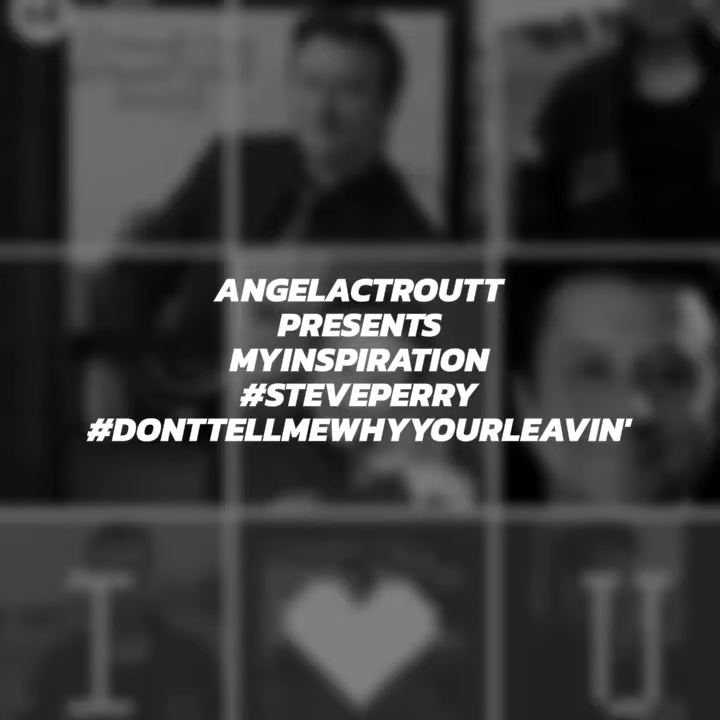 ANGELACTROUTT
PRESENTS
MYINSPIRATION
#STEVEPERRY
#DONTTELLMEWHYYOURLEAVIN'
I ♥ U